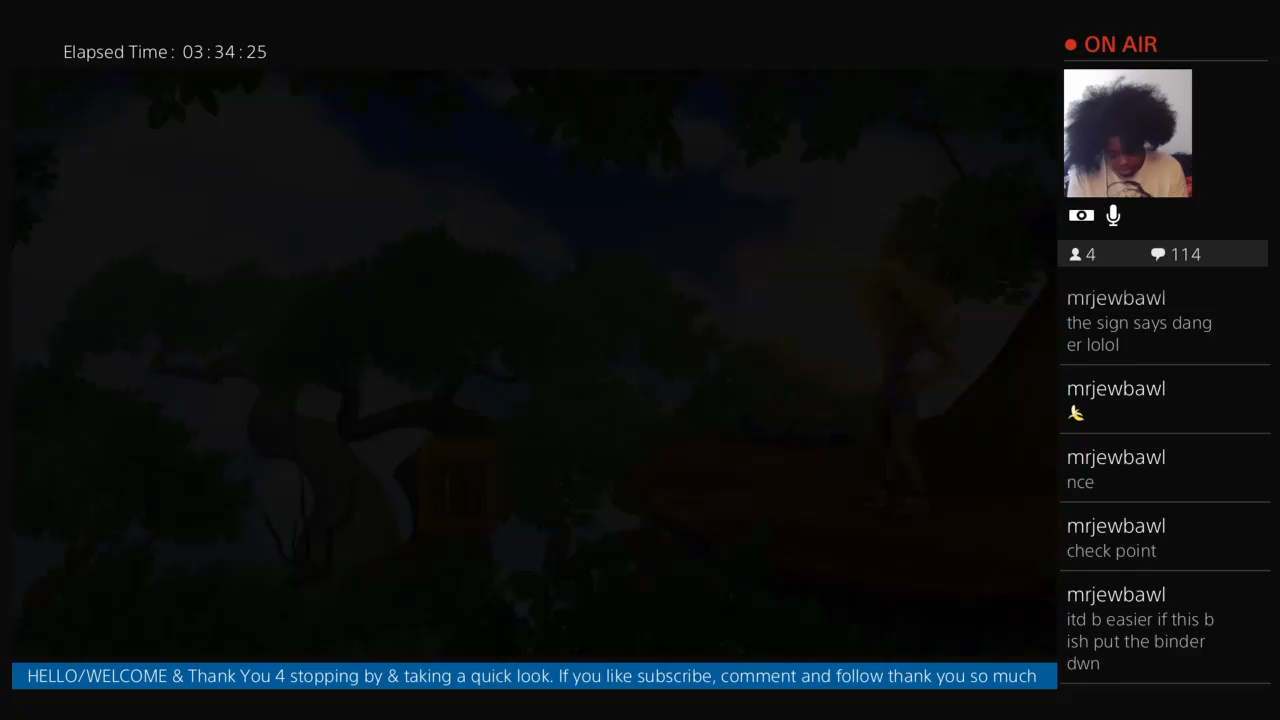 Elapsed Time: 03:34:25
ON AIR
4 114
mrjewbawl
the sign says dang
er lolol
mrjewbawl
mrjewbawl
nce
mrjewbawl
check point
mrjewbawl
itd b easier if this b
ish put the binder
dwn
HELLO/WELCOME & Thank You 4 stopping by & taking a quick look. If you like subscribe, comment and follow thank you so much